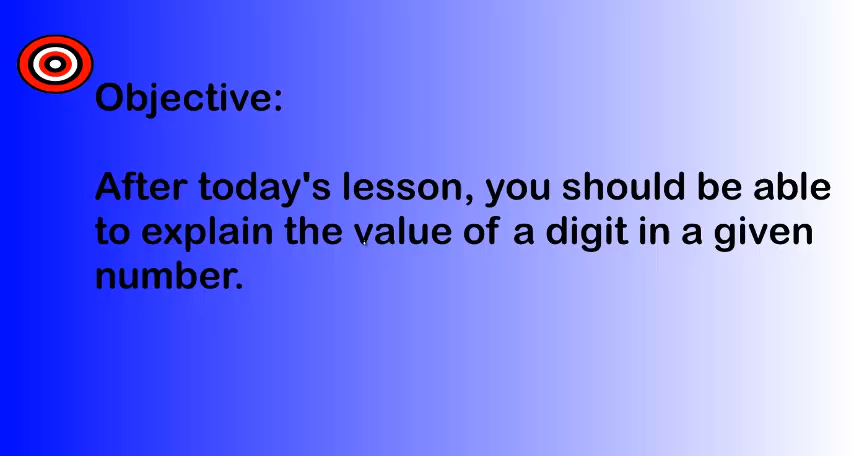 Objective:
After today's lesson, you should be able
to explain the value of a digit in a given
number.